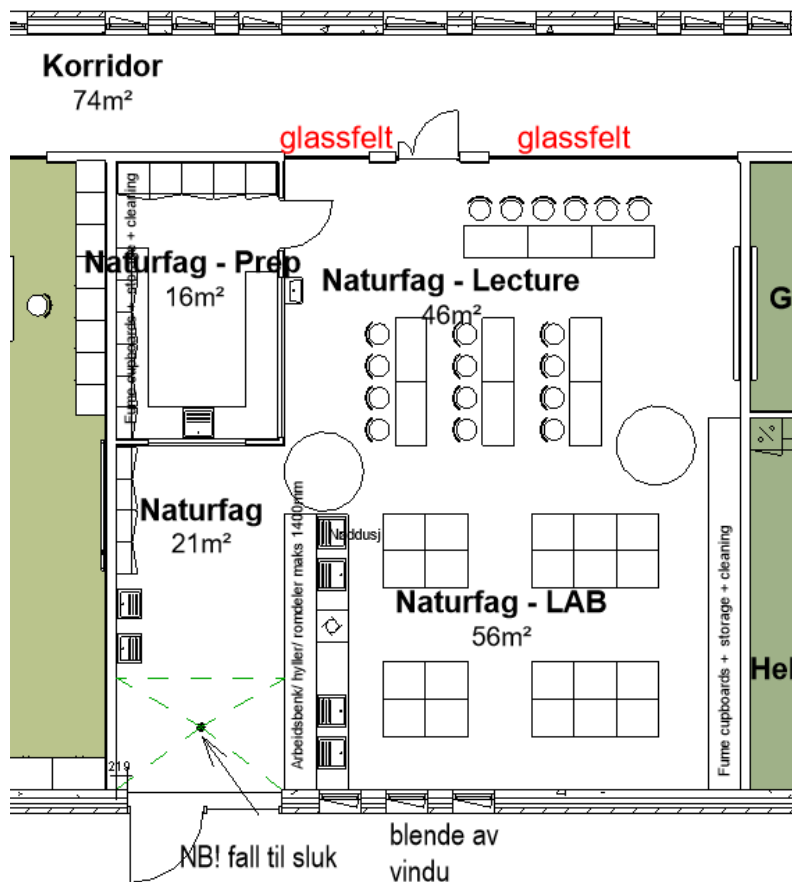 Korridor
74m²
glassfelt
glassfelt
Fume cupboards + storage + cleaning
Naturfag - Prep
16m²
Naturfag - Lecture
46m²
G
Naturfag
21m²
Arbeidsbenk/ hyller/ romdeler maks 1400mm
Nøddusj
Naturfag - LAB
56m²
Fume cupboards + storage + cleaning
Hel
219
NB! fall til sluk
blende av
vindu